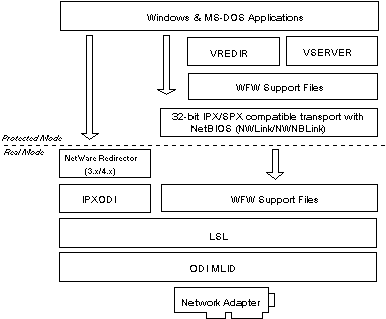 Windows & MS-DOS Applications
VREDIR
VSERVER
WFW Support Files
32-bit IPX/SPX compatible transport with
NetBIOS (NWLink/NWNBLink)
Protected Mode
Real Mode
NetWare Redirector
(3.x/4.x)
IPXODI
WFW Support Files
LSL
ODI MLID
Network Adapter